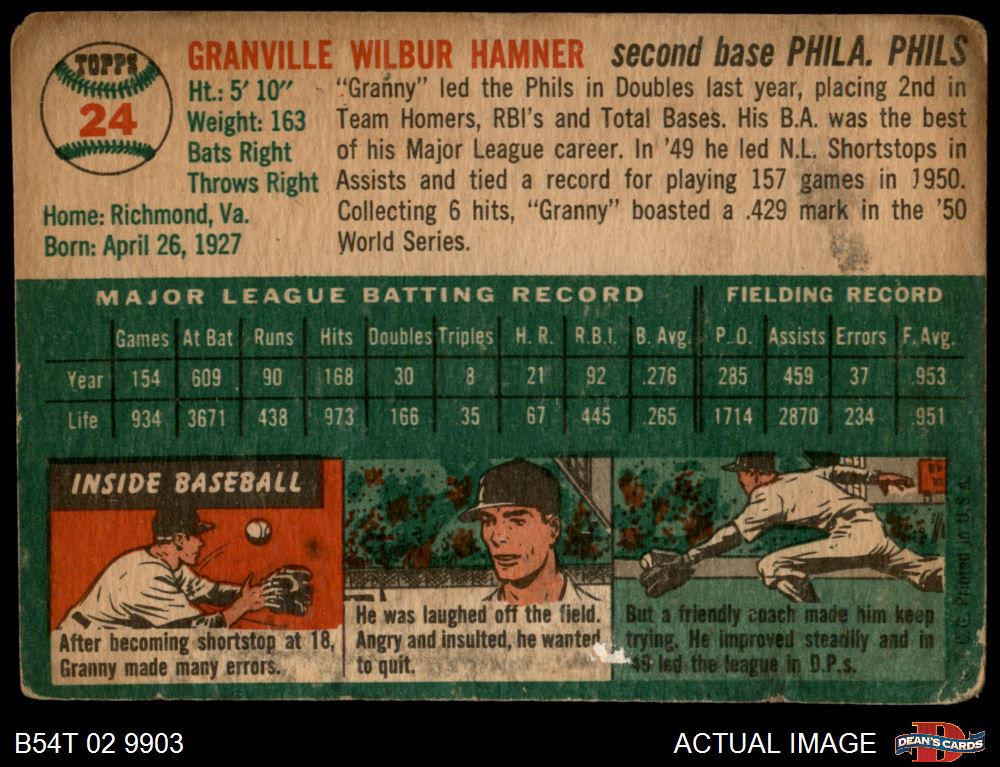 TOPPS
24
GRANVILLE WILBUR HAMNER second base PHILA. PHILS
Ht.: 5′ 10″
Weight: 163
Bats Right
Throws Right
Home: Richmond, Va.
Born: April 26, 1927
"Granny" led the Phils in Doubles last year, placing 2nd in
Team Homers, RBI's and Total Bases. His B.A. was the best
of his Major League career. In '49 he led N.L. Shortstops in
Assists and tied a record for playing 157 games in 1950.
Collecting 6 hits, "Granny" boasted a .429 mark in the '50
World Series.
MAJOR LEAGUE BATTING RECORD FIELDING RECORD
Games At Bat Runs Hits Doubles Triples H. R. R.B.I. B. Avg. P. O. Assists Errors F. Avg.
Year 154 609 90 168 30 8 21 92 .276 285 459 37 .953
Life 934 3671 438 973 166 35 67 445 .265 1714 2870 234 .951
INSIDE BASEBALL
After becoming shortstop at 18,
Granny made many errors.
He was laughed off the field.
Angry and insulted, he wanted
to quit.
But a friendly coach made him keep
trying. He improved steadily and in
'49 led the league in D.P.s.
T.C.G. Printed in U.S.A.
B54T 02 9903
ACTUAL IMAGE
DEAN'S CARDS